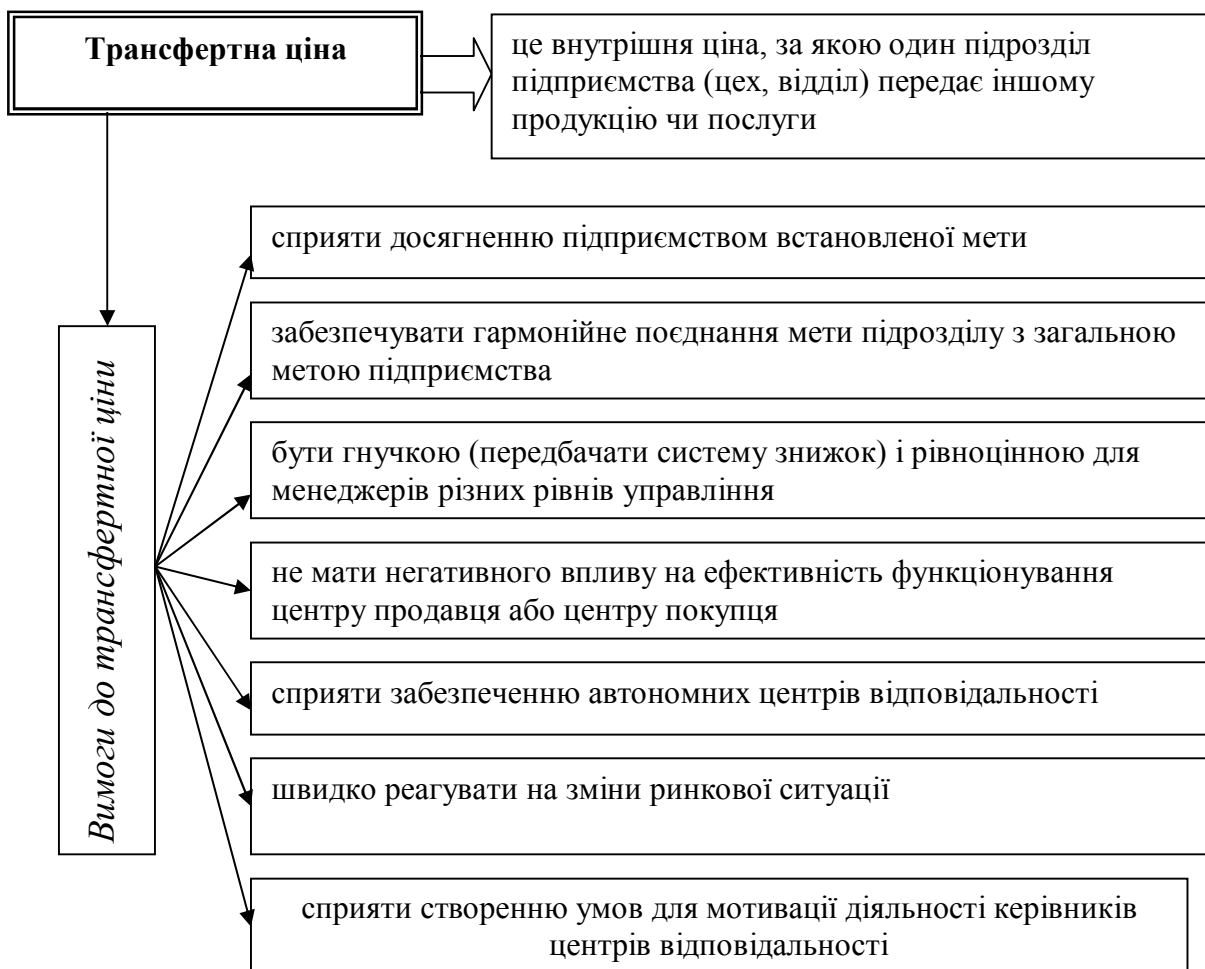 Трансфертна ціна
це внутрішня ціна, за якою один підрозділ
підприємства (цех, відділ) передає іншому
продукцію чи послуги
Вимоги до трансфертної ціни
сприяти досягненню підприємством встановленої мети
забезпечувати гармонійне поєднання мети підрозділу з загальною
метою підприємства
бути гнучкою (передбачати систему знижок) і рівноцінною для
менеджерів різних рівнів управління
не мати негативного впливу на ефективність функціонування
центру продавця або центру покупця
сприяти забезпеченню автономних центрів відповідальності
швидко реагувати на зміни ринкової ситуації
сприяти створенню умов для мотивації діяльності керівників
центрів відповідальності